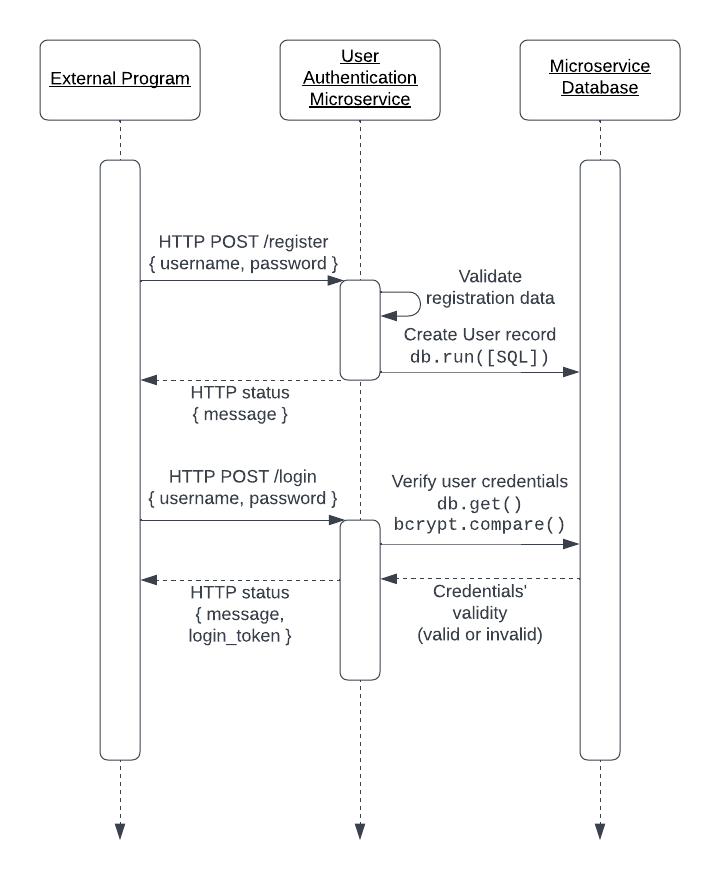 External Program
User
Authentication
Microservice
Microservice
Database
HTTP POST /register
{ username, password }
Validate
registration data
Create User record
db.run([SQL])
HTTP status
{ message }
HTTP POST /login
{ username, password }
Verify user credentials
db.get()
bcrypt.compare()
HTTP status
{ message,
login_token }
Credentials'
validity
(valid or invalid)